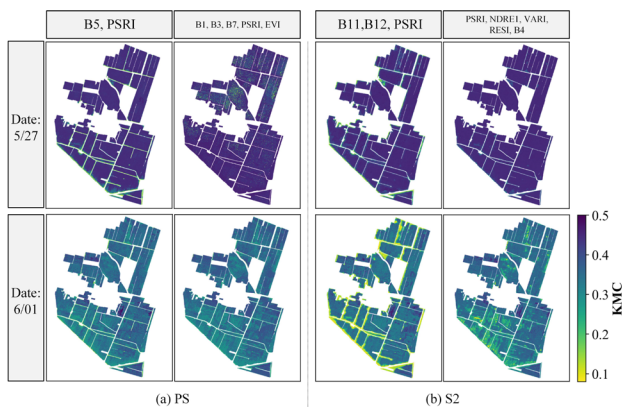 B5, PSRI
B1, B3, B7, PSRI, EVI
B11,B12, PSRI
PSRI, NDRE1, VARI,
RESI, B4
Date:
5/27
Date:
6/01
0.5
0.4
0.3
0.2
0.1
KMC
(a) PS
(b) S2